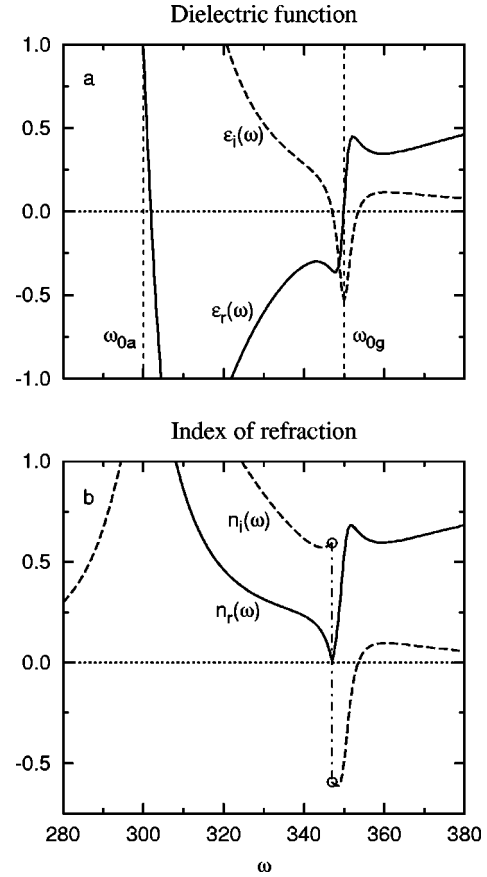 Dielectric function
1.0
a
0.5
εi(ω)
0.0
-0.5
εr(ω)
ω0a
ω0g
-1.0
Index of refraction
1.0
b
ni(ω)
0.5
nr(ω)
0.0
-0.5
280 300 320 340 360 380
ω